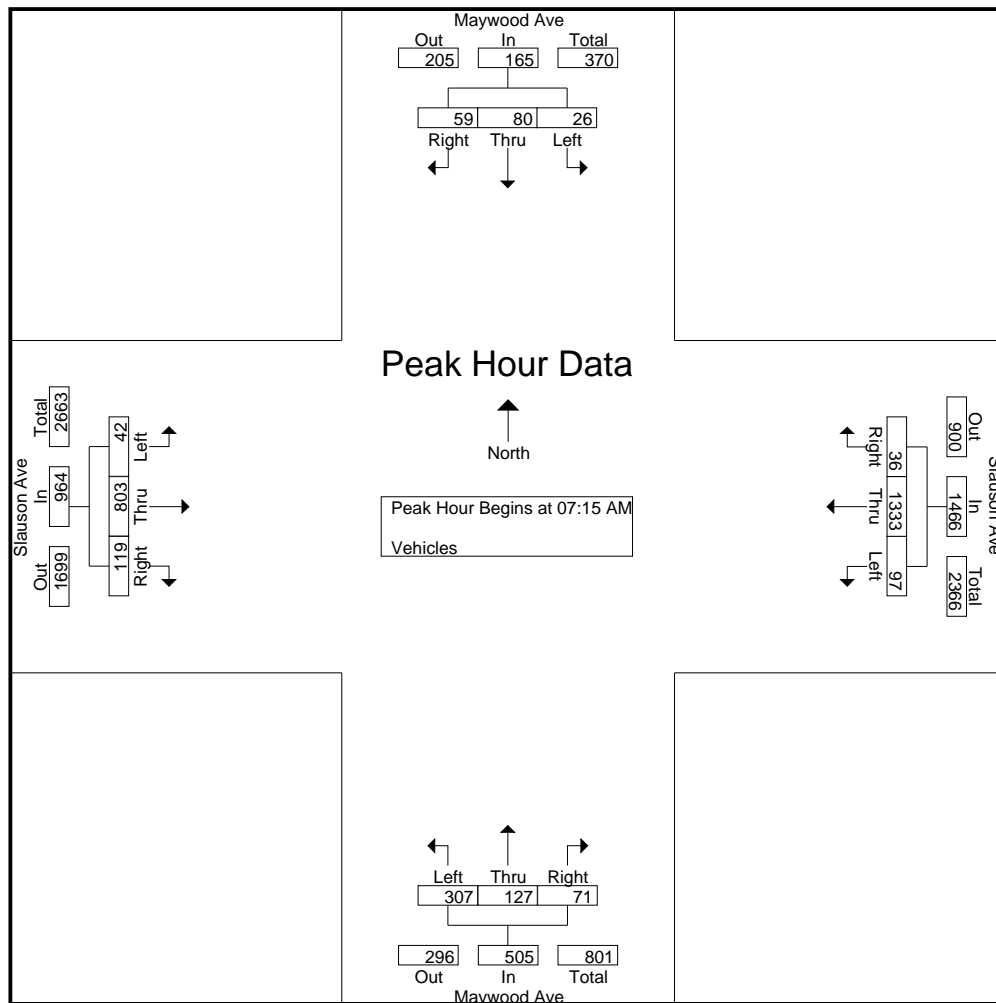 Maywood Ave
Out In Total
205 165 370
59 80 26
Right Thru Left
Peak Hour Data
North
Peak Hour Begins at 07:15 AM
Vehicles
Slauson Ave
Total In Out
2663 964 1699
42 803 119
Left Thru Right
Right Thru Left
36 1333 97
Out In Total
900 1466 2366
Slauson Ave
Left Thru Right
307 127 71
296 505 801
Out In Total
Maywood Ave